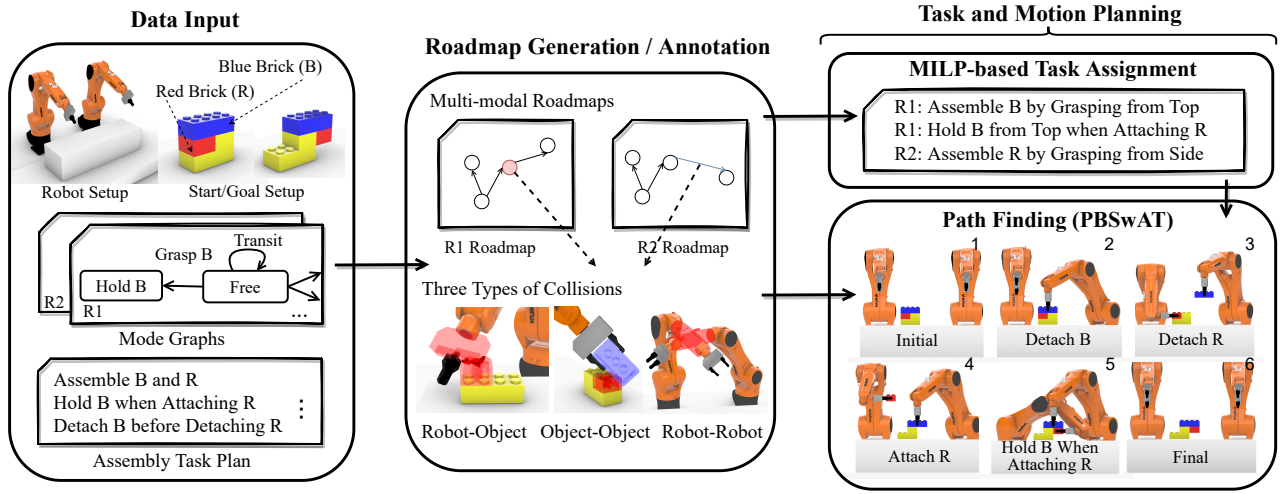 Data Input
Blue Brick (B)
Red Brick (R)
Robot Setup
Start/Goal Setup
Transit
Grasp B
Hold B
Free
R2
R1
...
Mode Graphs
Assemble B and R
Hold B when Attaching R
Detach B before Detaching R
⋮
Assembly Task Plan
Roadmap Generation / Annotation
Multi-modal Roadmaps
R1 Roadmap
R2 Roadmap
Three Types of Collisions
Robot-Object
Object-Object
Robot-Robot
Task and Motion Planning
MILP-based Task Assignment
R1: Assemble B by Grasping from Top
R1: Hold B from Top when Attaching R
R2: Assemble R by Grasping from Side
Path Finding (PBSwAT)
1
2
3
Initial
Detach B
Detach R
4
5
6
Attach R
Hold B When
Attaching R
Final